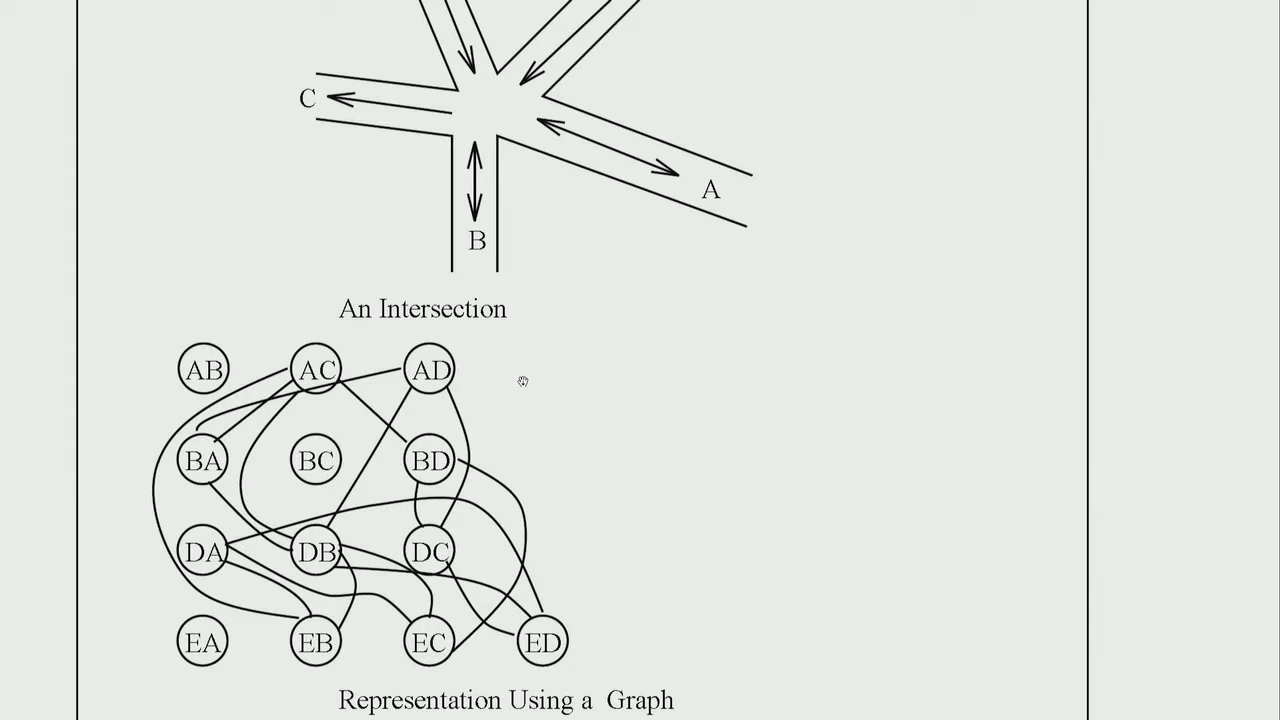 C
A
B
An Intersection
AB AC AD
BA BC BD
DA DB DC
EA EB EC ED
Representation Using a Graph